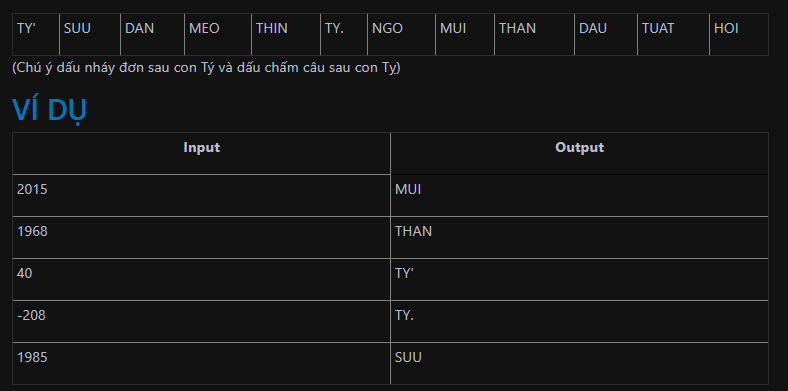 TY' SUU DAN MEO THIN TY. NGO MUI THAN DAU TUAT HOI
(Chú ý dấu nháy đơn sau con Tý và dấu chấm câu sau con Tỵ)
VÍ DỤ
Input Output
2015 MUI
1968 THAN
40 TY'
-208 TY.
1985 SUU